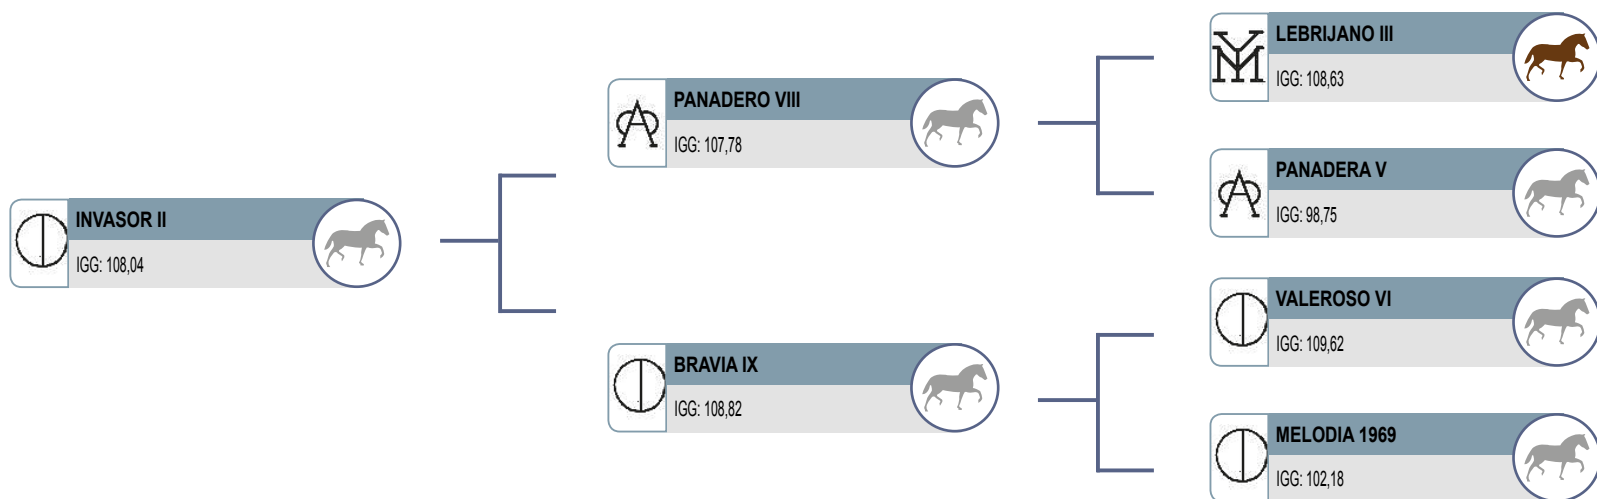 INVASOR II
IGG: 108,04
PANADERO VIII
IGG: 107,78
BRAVIA IX
IGG: 108,82
LEBRIJANO III
IGG: 108,63
PANADERA V
IGG: 98,75
VALEROSO VI
IGG: 109,62
MELODIA 1969
IGG: 102,18